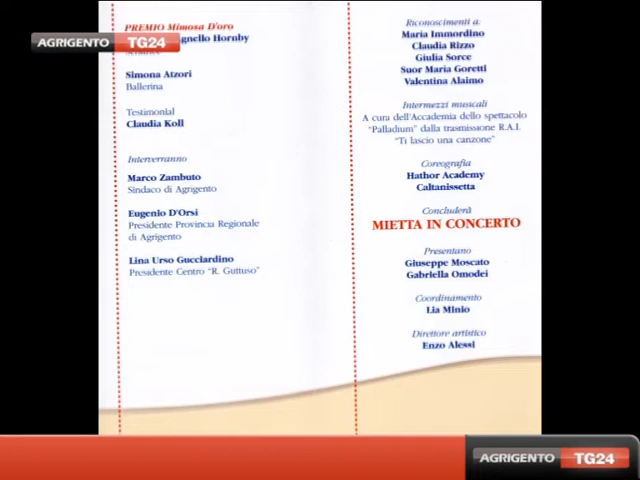 PREMIO Mimosa D'oro
AGRIGENTO TG24
gnello Hornby
Simona Atzori
Ballerina
Testimonial
Claudia Koll
Interverranno
Marco Zambuto
Sindaco di Agrigento
Eugenio D'Orsi
Presidente Provincia Regionale
di Agrigento
Lina Urso Gucciardino
Presidente Centro "R. Guttuso"
Riconoscimenti a:
Maria Immordino
Claudia Rizzo
Giulia Sorce
Suor Maria Goretti
Valentina Alaimo
Intermezzi musicali
A cura dell'Accademia dello spettacolo
"Palladium" dalla trasmissione R.A.I.
"Ti lascio una canzone"
Coreografia
Hathor Academy
Caltanissetta
Concluderà
MIETTA IN CONCERTO
Presentano
Giuseppe Moscato
Gabriella Omodei
Coordinamento
Lia Minio
Direttore artistico
Enzo Alessi
AGRIGENTO TG24